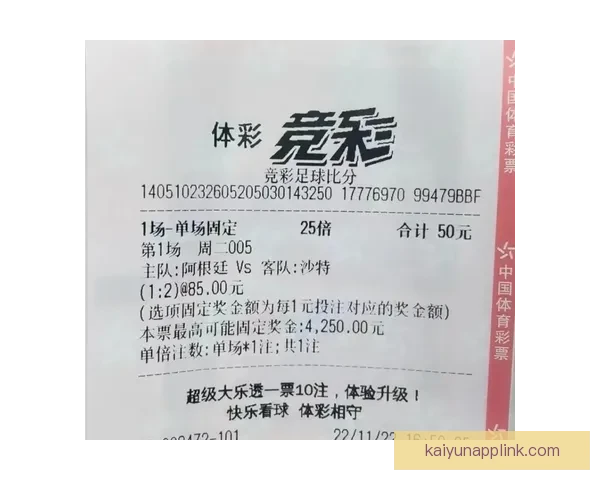 体彩 竞彩
竞彩足球比分
140510232605205030143250 17776970 99479BBF
1场-单场固定 25倍 合计 50元
第1场 周二005
主队:阿根廷 Vs 客队:沙特
(1:2)@85.00元
(选项固定奖金额为每1元投注对应的奖金额)
本票最高可能固定奖金:4,250.00元
单倍注数:单场*1注;共1注
超级大乐透一票10注，体验升级！
快乐看球 体彩相守
中国体育彩票
中国体育彩票
kaiyunapplink.com